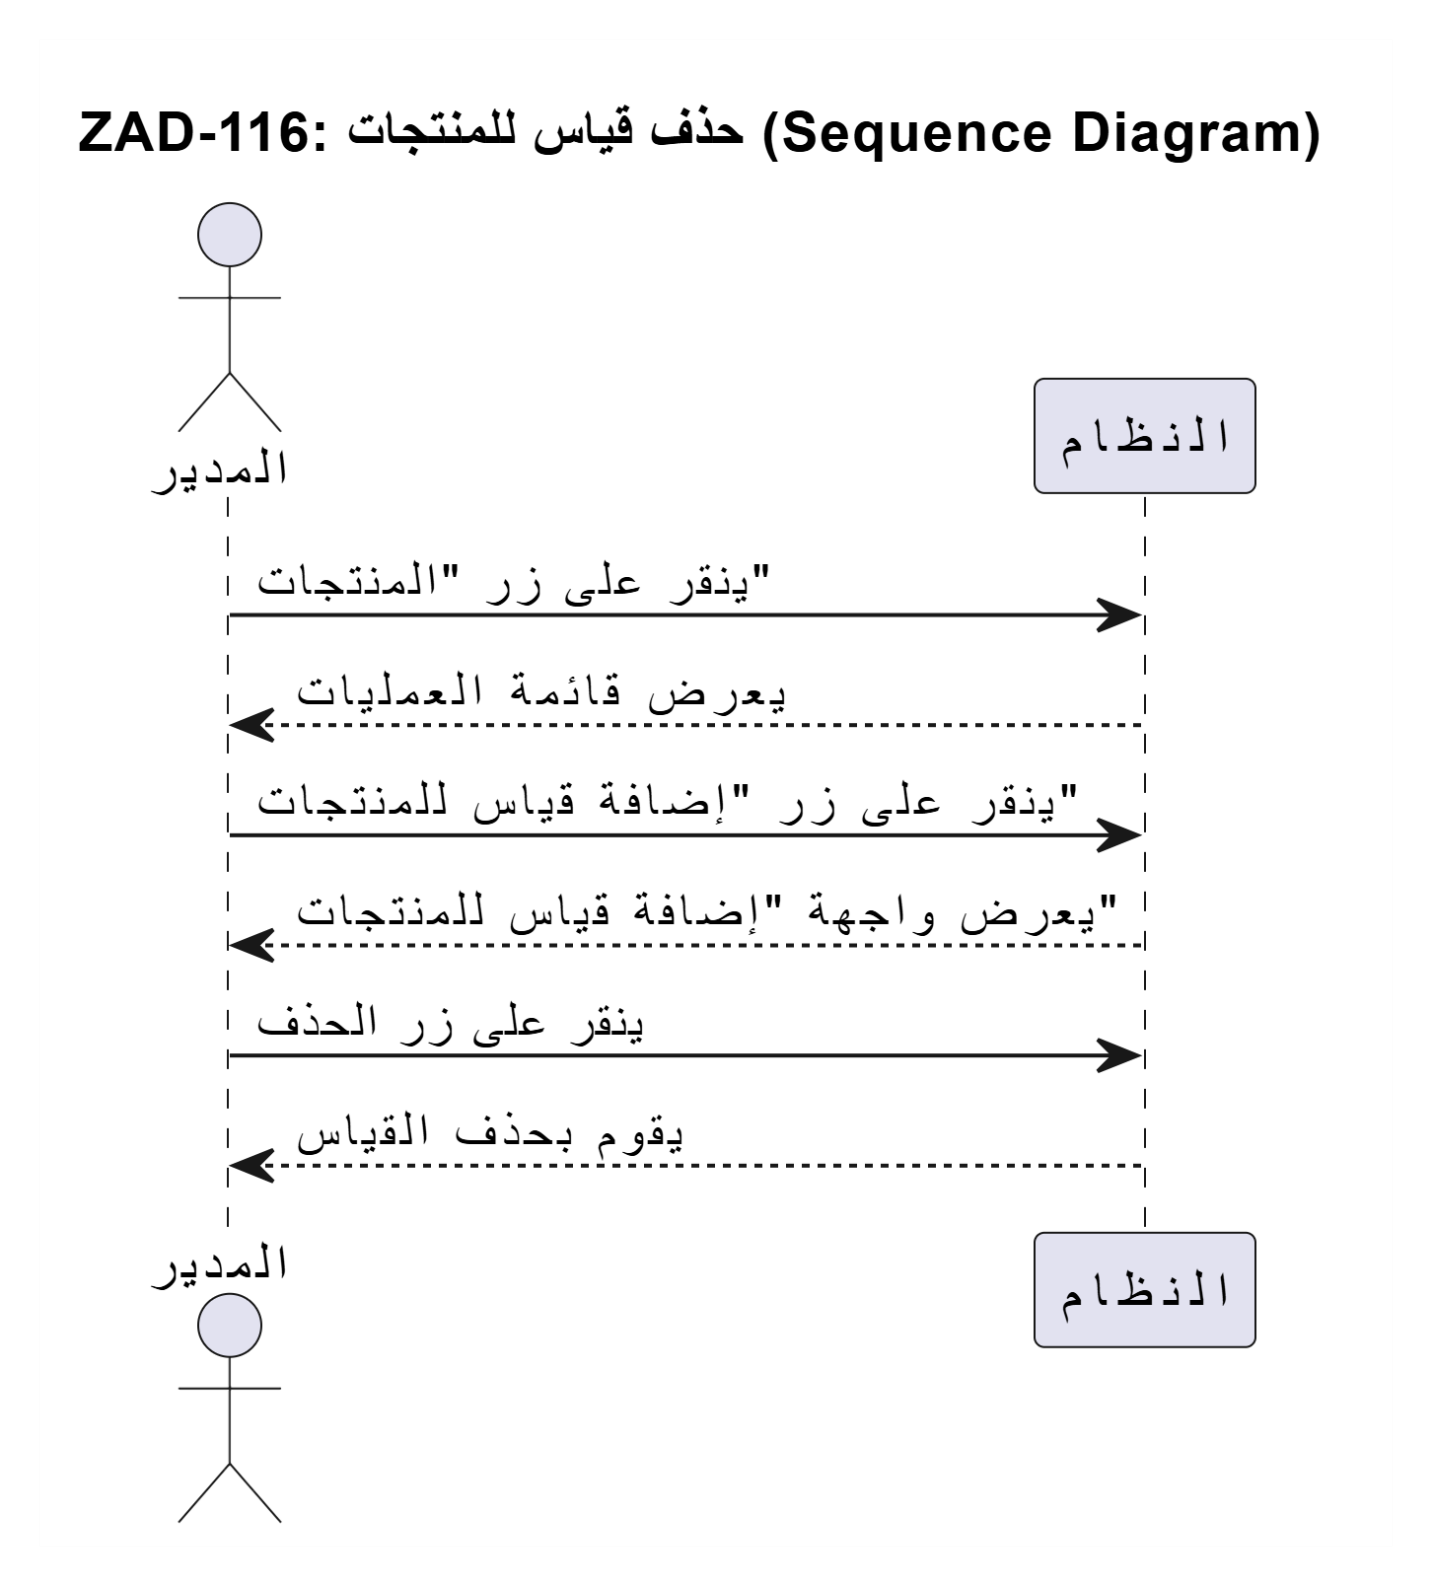 ZAD-116: حذف قياس للمنتجات (Sequence Diagram)
المدير
النظام
ينقر على زر "المنتجات"
يعرض قائمة العمليات
ينقر على زر "إضافة قياس للمنتجات"
يعرض واجهة "إضافة قياس للمنتجات"
ينقر على زر الحذف
يقوم بحذف القياس
المدير
النظام